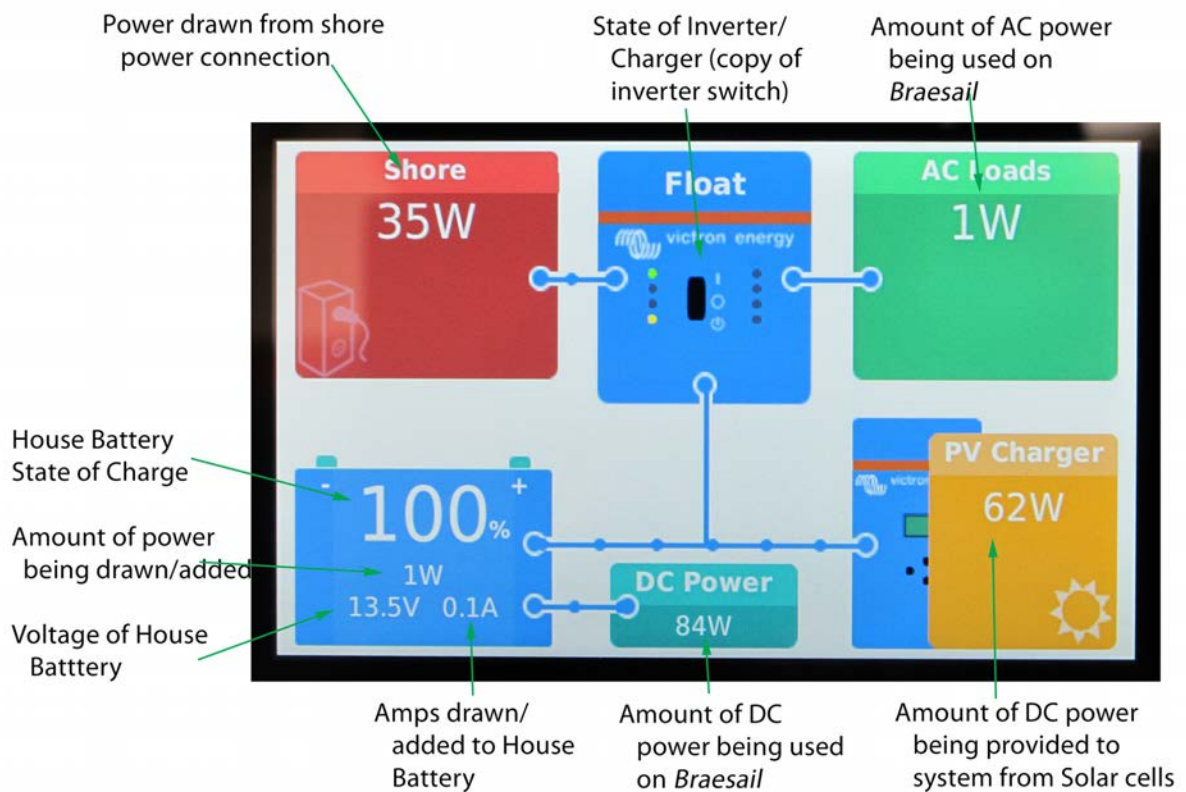 Power drawn from shore
power connection
State of Inverter/
Charger (copy of
inverter switch)
Amount of AC power
being used on
Braesail
Shore
35W
Float
victron energy
AC Loads
1W
House Battery
State of Charge
Amount of power
being drawn/added
Voltage of House
Batttery
- +
100%
1W
13.5V 0.1A
DC Power
84W
victron
PV Charger
62W
Amps drawn/
added to House
Battery
Amount of DC
power being used
on Braesail
Amount of DC power
being provided to
system from Solar cells